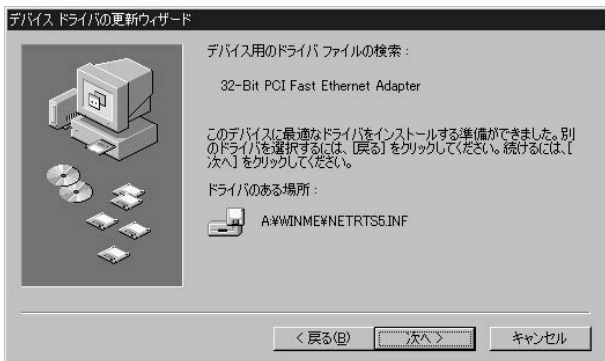 デバイス ドライバの更新ウィザード
デバイス用のドライバ ファイルの検索 :
32-Bit PCI Fast Ethernet Adapter
このデバイスに最適なドライバをインストールする準備ができました。別
のドライバを選択するには、[戻る] をクリックしてください。続けるには、[
次へ] をクリックしてください。
ドライバのある場所 :
A:¥WINME¥NETRTS5.INF
< 戻る(B)
次へ >
キャンセル